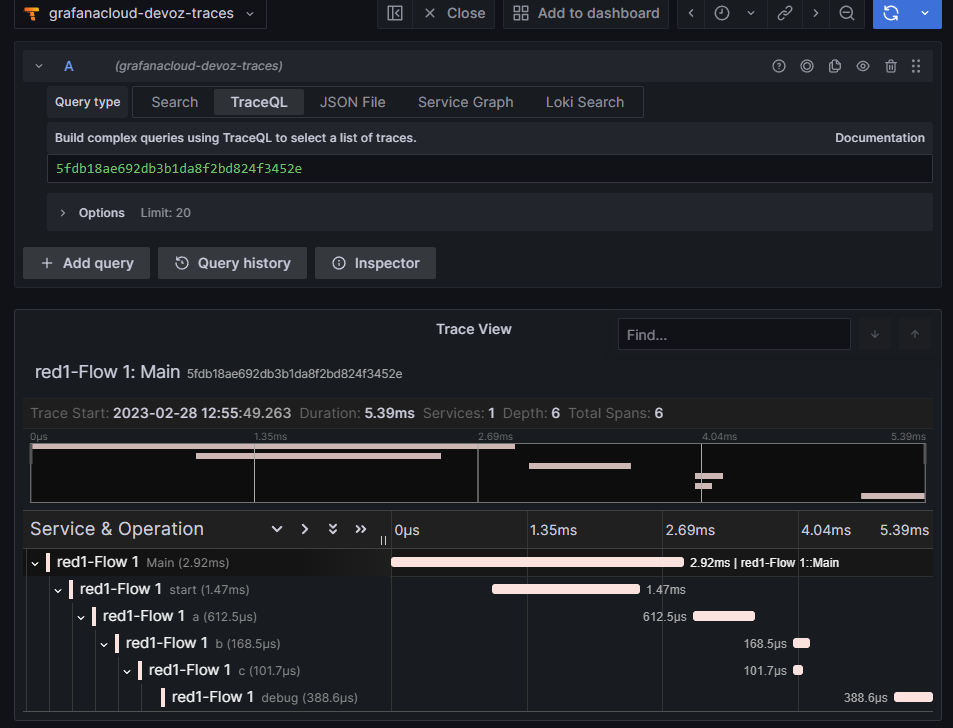 grafanacloud-devoz-traces Close Add to dashboard
A (grafanacloud-devoz-traces)
Query type Search TraceQL JSON File Service Graph Loki Search
Build complex queries using TraceQL to select a list of traces. Documentation
5fdb18ae692db3b1da8f2bd824f3452e
Options Limit: 20
Add query Query history Inspector
Trace View Find...
red1-Flow 1: Main 5fdb18ae692db3b1da8f2bd824f3452e
Trace Start: 2023-02-28 12:55:49.263 Duration: 5.39ms Services: 1 Depth: 6 Total Spans: 6
0μs 1.35ms 2.69ms 4.04ms 5.39ms
Service & Operation 0μs 1.35ms 2.69ms 4.04ms 5.39ms
red1-Flow 1 Main (2.92ms) 2.92ms | red1-Flow 1::Main
red1-Flow 1 start (1.47ms) 1.47ms
red1-Flow 1 a (612.5μs) 612.5μs
red1-Flow 1 b (168.5μs) 168.5μs
red1-Flow 1 c (101.7μs) 101.7μs
red1-Flow 1 debug (388.6μs) 388.6μs